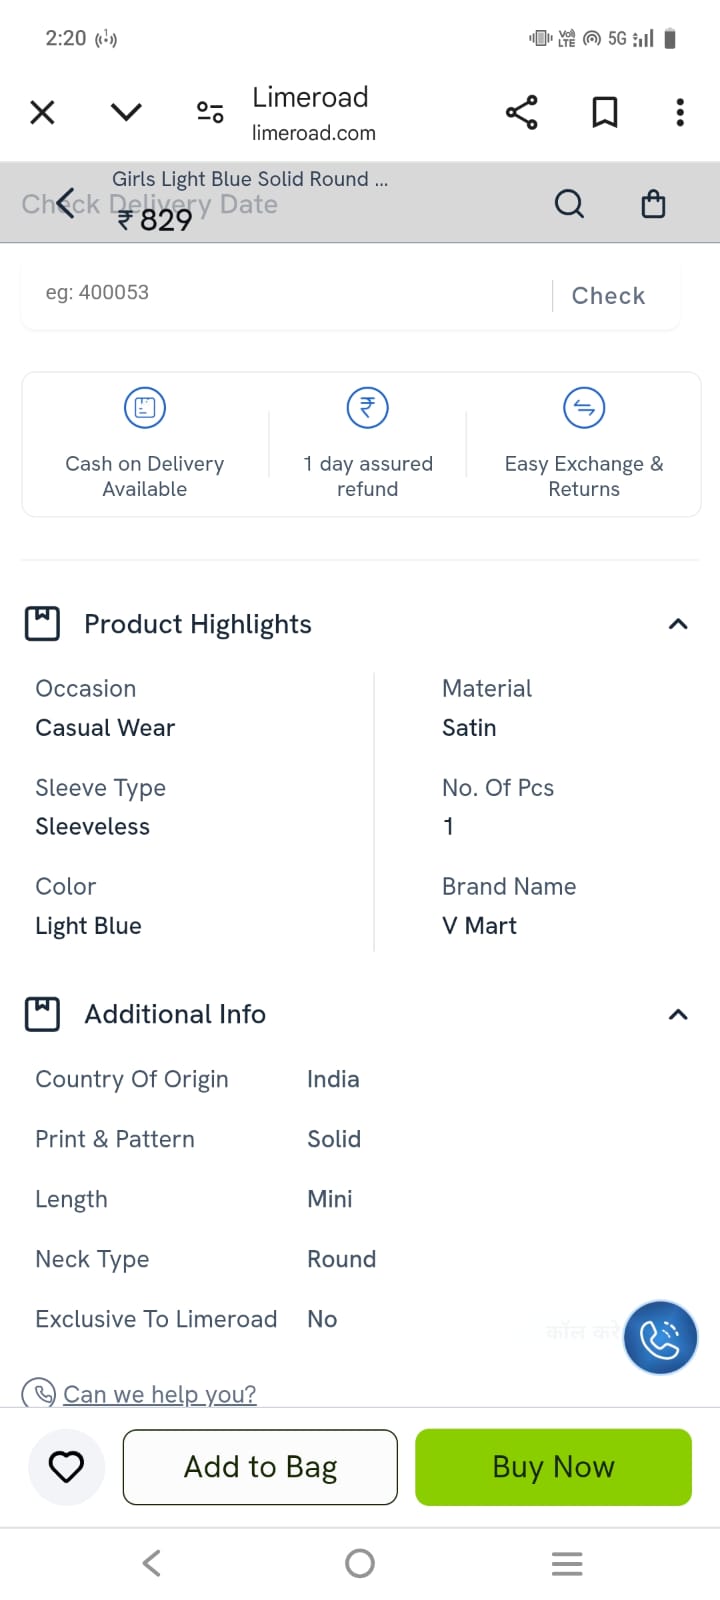 2:20
VoLTE 5G
Limeroad
limeroad.com
Girls Light Blue Solid Round ...
Check Delivery Date
₹ 829
eg: 400053
Check
Cash on Delivery
Available
1 day assured
refund
Easy Exchange &
Returns
Product Highlights
Occasion
Casual Wear
Material
Satin
Sleeve Type
Sleeveless
No. Of Pcs
1
Color
Light Blue
Brand Name
V Mart
Additional Info
Country Of Origin India
Print & Pattern Solid
Length Mini
Neck Type Round
Exclusive To Limeroad No
कॉल करें
Can we help you?
Add to Bag
Buy Now